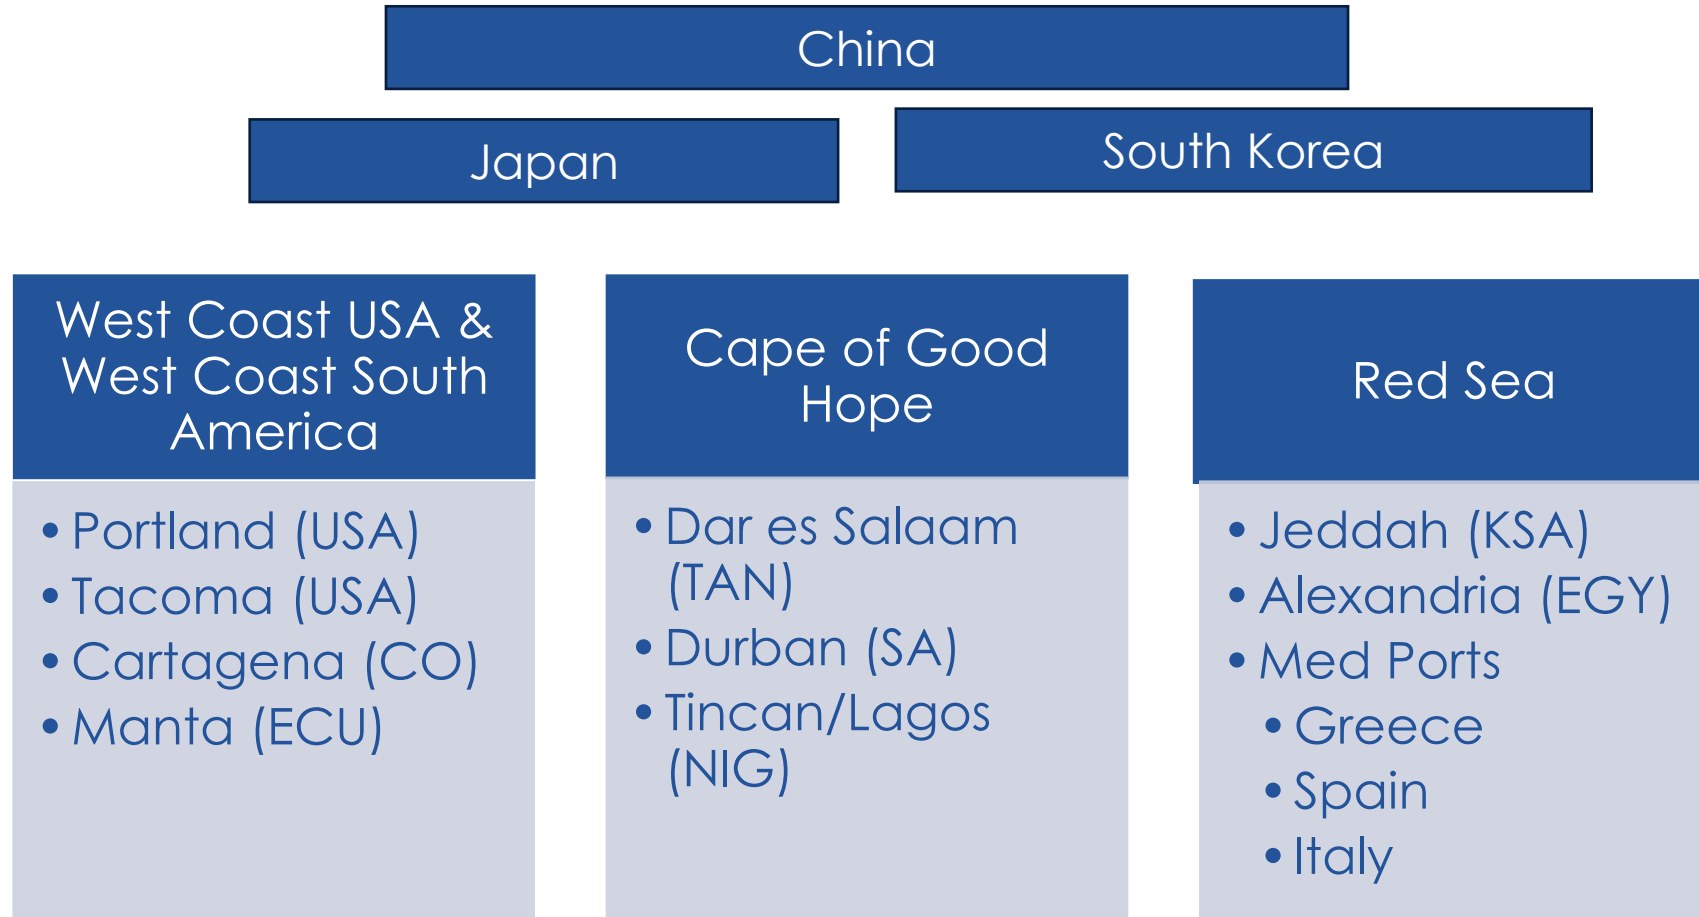 China
Japan
South Korea
West Coast USA &
West Coast South
America
• Portland (USA)
• Tacoma (USA)
• Cartagena (CO)
• Manta (ECU)
Cape of Good
Hope
• Dar es Salaam
(TAN)
• Durban (SA)
• Tincan/Lagos
(NIG)
Red Sea
• Jeddah (KSA)
• Alexandria (EGY)
• Med Ports
• Greece
• Spain
• Italy